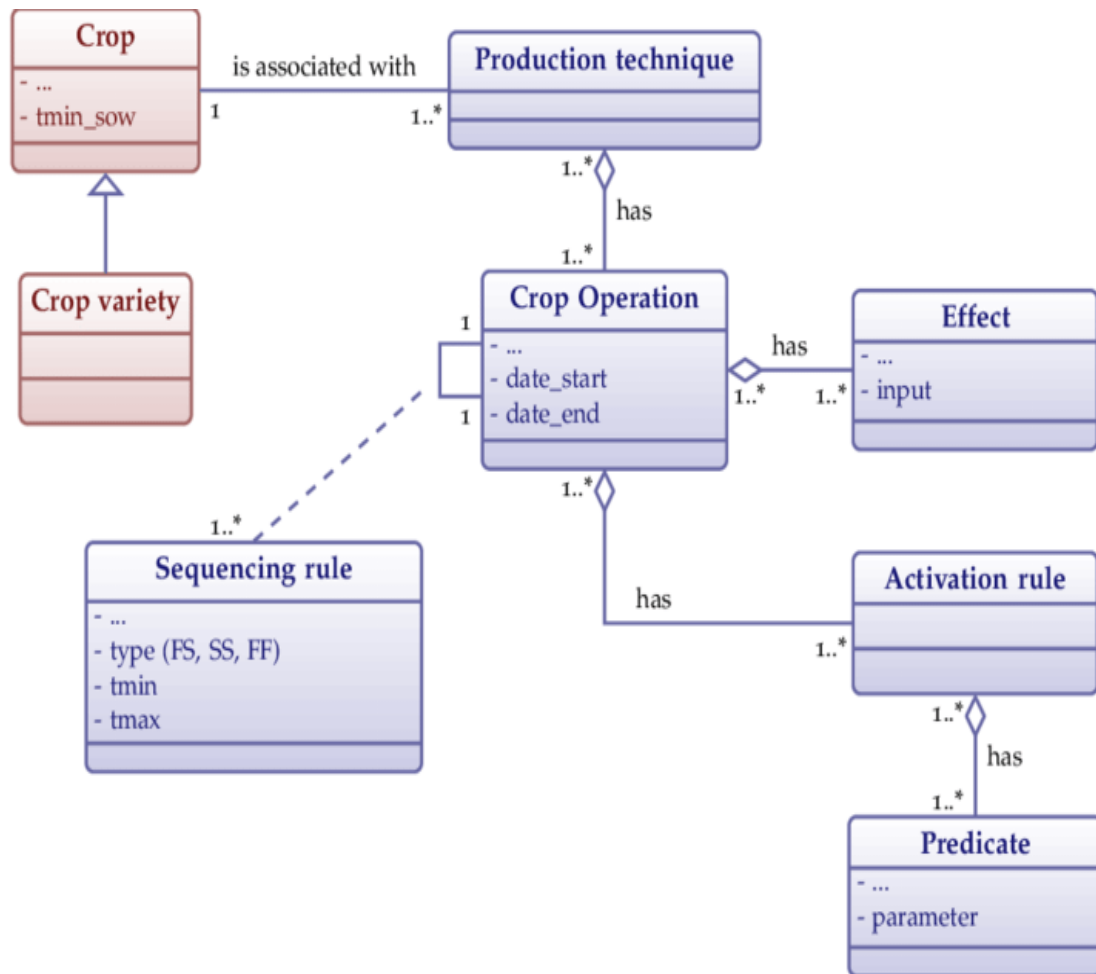 Crop
- ...
- tmin_sow
is associated with
1
1..*
Production technique
1..*
has
1..*
Crop variety
Crop Operation
- ...
- date_start
- date_end
1
1
has
1..*
1..*
Effect
- ...
- input
1..*
Sequencing rule
- ...
- type (FS, SS, FF)
- tmin
- tmax
1..*
has
1..*
Activation rule
1..*
has
1..*
Predicate
- ...
- parameter